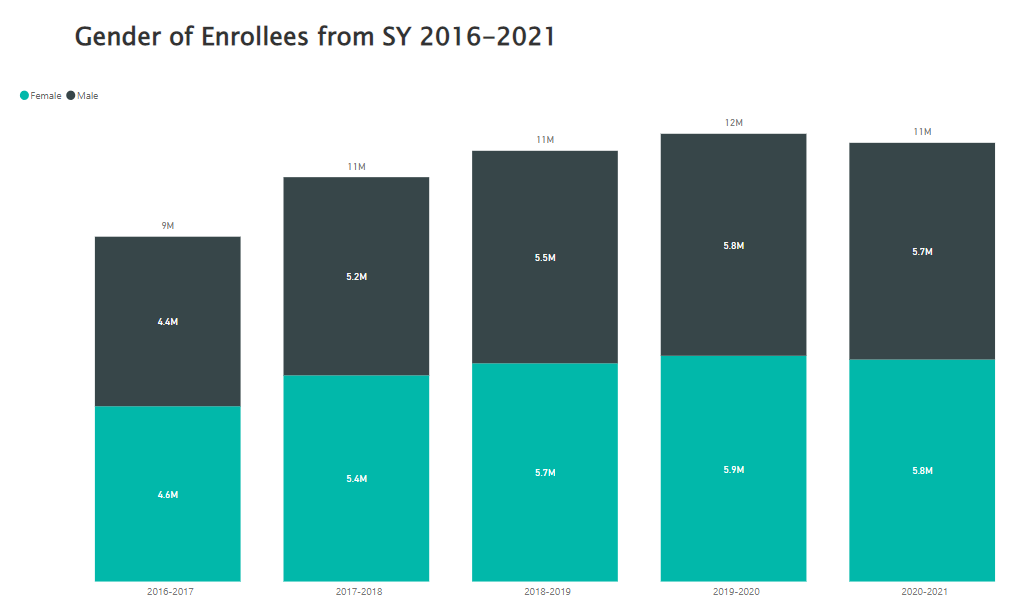 Gender of Enrollees from SY 2016-2021
Female Male
12M
11M
11M
11M
9M
5.8M
5.7M
5.5M
5.2M
4.4M
5.9M
5.8M
5.7M
5.4M
4.6M
2016-2017 2017-2018 2018-2019 2019-2020 2020-2021